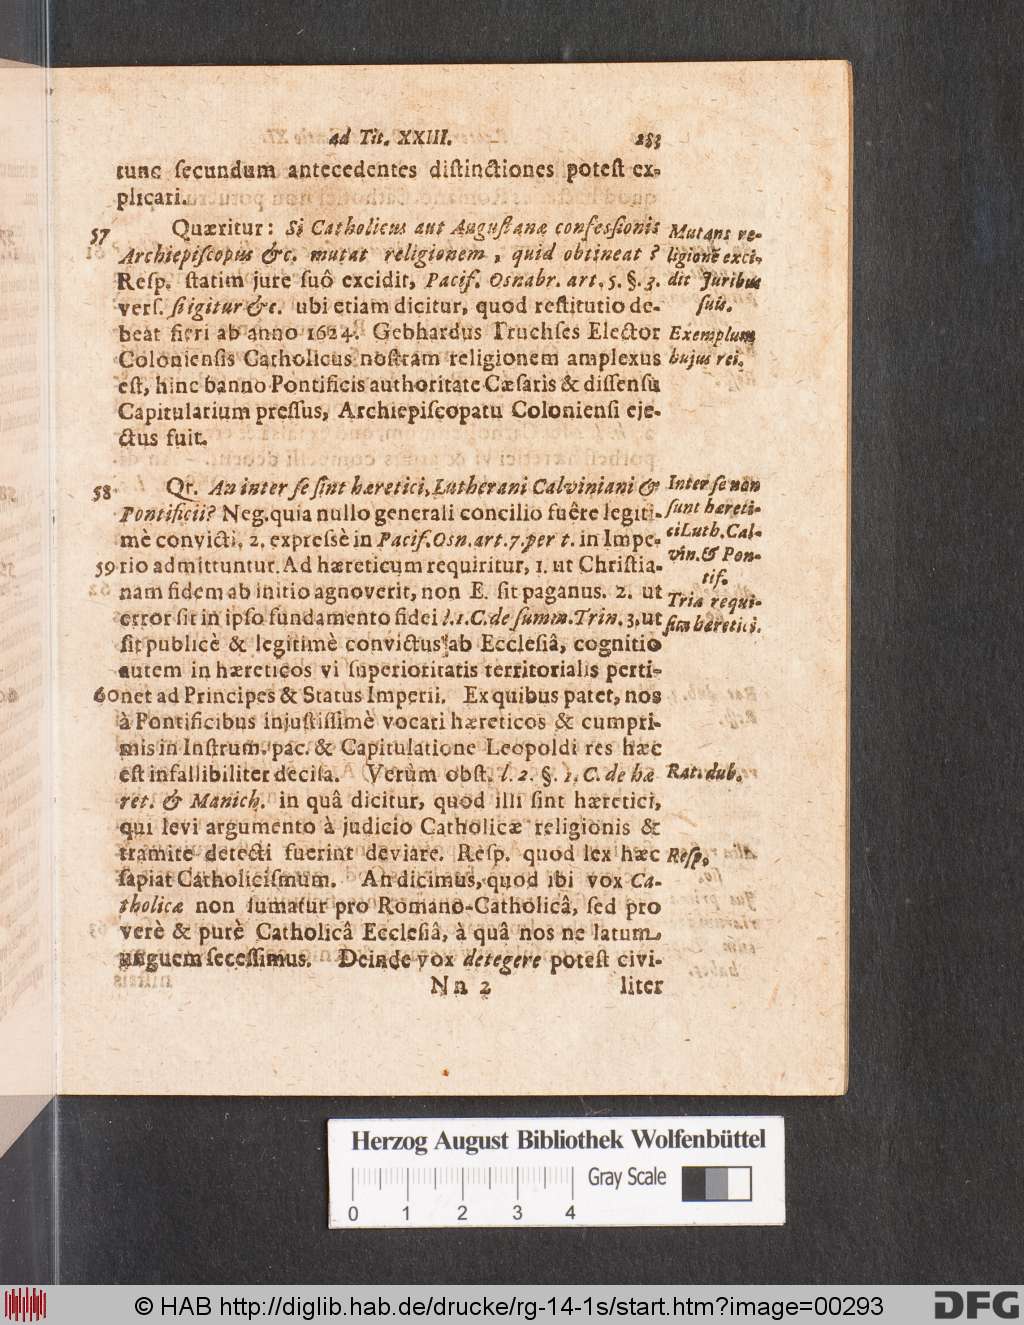 ad Tit. XXIII. 283
tunc ſecundum antecedentes diſtinctiones poteſt ex-
plicari.
57 Quæritur: Si Catholicus aut Auguſtanæ confeſſionis
Archiepiſcopus &c. mutat religionem, quid obtineat?
Reſp. ſtatim jure ſuô excidit, Pacif. Osnabr. art. 5. §. 3.
verſ. ſi igitur &c. ubi etiam dicitur, quod reſtitutio de-
beat fieri ab anno 1624. Gebhardus Truchſes Elector
Colonienſis Catholicus noſtram religionem amplexus
eſt, hinc banno Pontificis authoritate Cæſaris & diſſenſu
Capitularium preſſus, Archiepiſcopatu Colonienſi eje-
ctus fuit.
Mutans re-
ligionē exci-
dit Juribus
ſuis.
Exemplum
hujus rei.
58 Qr. An inter ſe ſint hæretici, Lutherani Calviniani &
Pontificii? Neg. quia nullo generali concilio fuêre legiti-
mè convicti, 2. expreſsè in Pacif. Osn. art. 7. per t. in Impe-
59 rio admittuntur. Ad hæreticum requiritur, 1. ut Chriſtia-
nam fidem ab initio agnoverit, non E. ſit paganus. 2. ut
error ſit in ipſo fundamento fidei l. 1. C. de ſumm. Trin. 3. ut
ſit publicè & legitimè convictus ab Eccleſiâ, cognitio
autem in hæreticos vi ſuperioritatis territorialis perti-
60 net ad Principes & Status Imperii. Ex quibus patet, nos
à Pontificibus injuſtiſſimè vocati hæreticos & cumpri-
mis in Inſtrum. pac. & Capitulatione Leopoldi res hæc
eſt infallibiliter deciſa. Verùm obſt. l. 2. §. 1. C. de hæ
ret. & Manich. in quâ dicitur, quod illi ſint hæretici,
qui levi argumento à judicio Catholicæ religionis &
tramite detecti fuerint deviare. Reſp. quod lex hæc
ſapiat Catholiciſmum. An dicimus, quod ibi vox Ca-
tholicæ non ſumatur pro Romano-Catholicâ, ſed pro
verè & purè Catholicâ Eccleſiâ, à quâ nos ne latum
unguem ſeceſſimus. Deinde vox detegere poteſt civi-
Inter ſe non
ſunt hæreti-
ci Luth. Cal-
vin. & Pon-
tif.
Tria requi-
ſita hæretici.
Rat. dub.
Reſp.
Nn 2 liter
Herzog August Bibliothek Wolfenbüttel
Gray Scale
0 1 2 3 4
© HAB http://diglib.hab.de/drucke/rg-14-1s/start.htm?image=00293
DFG